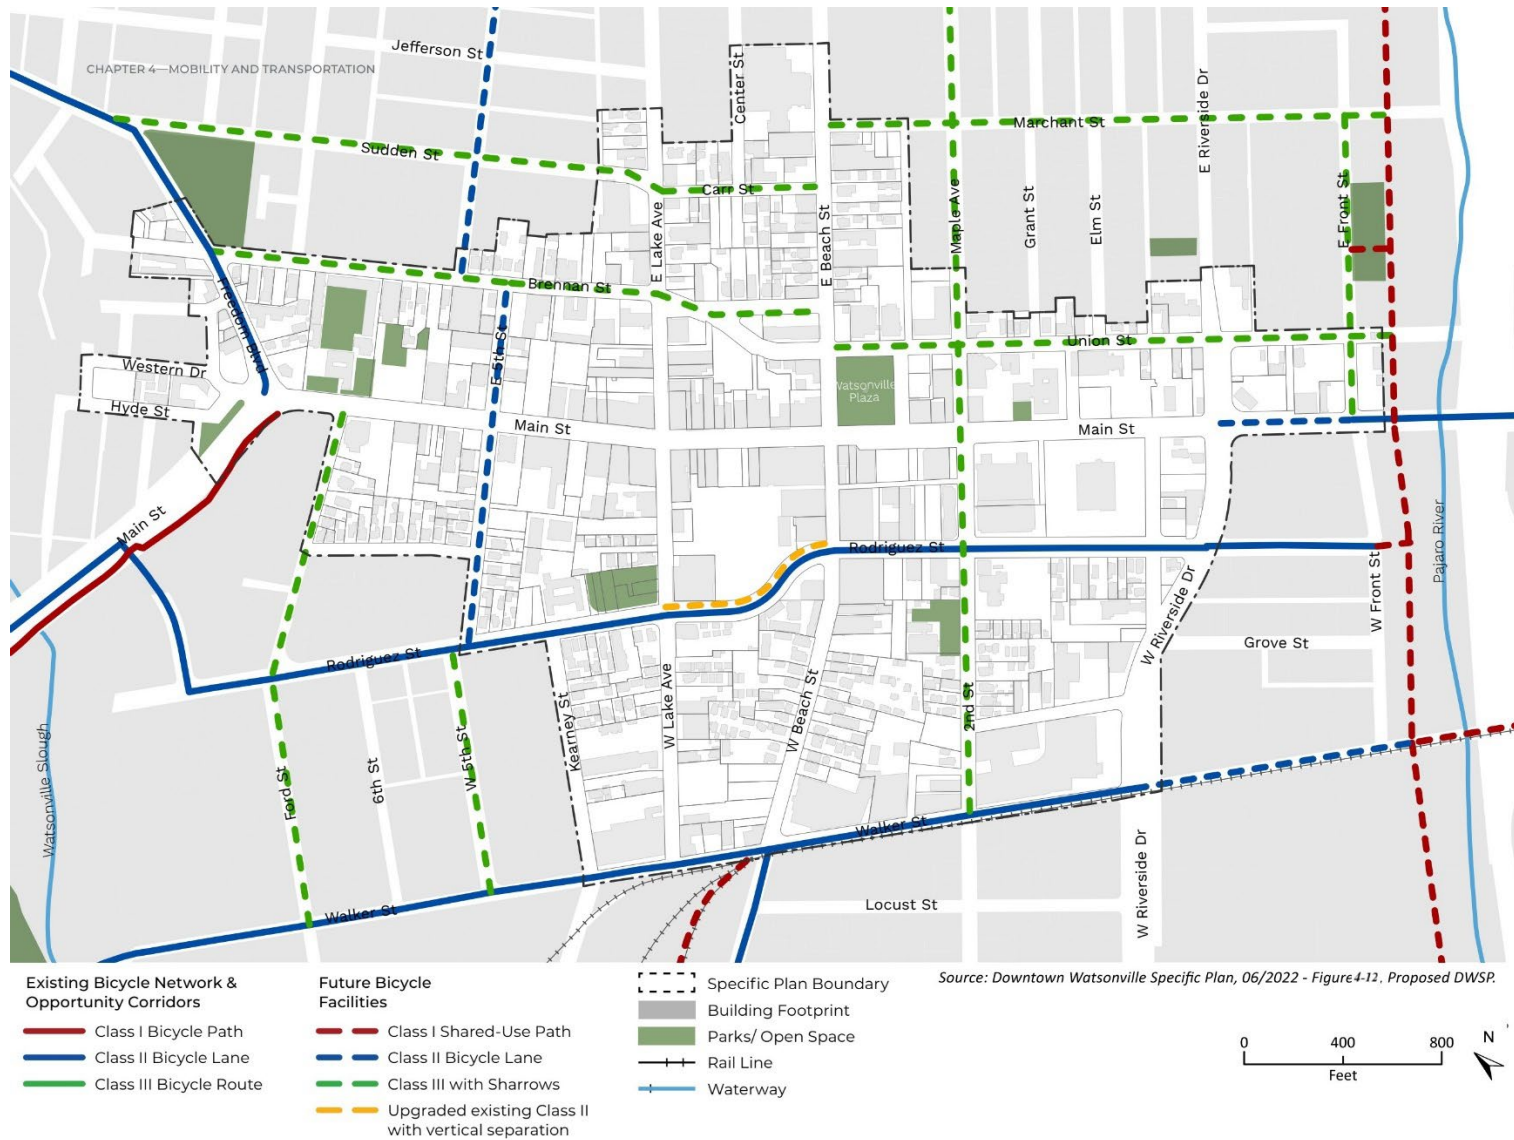 Jefferson St
CHAPTER 4—MOBILITY AND TRANSPORTATION
Center St
E Riverside Dr
Marchant St
Sudden St
Carr St
Maple Ave
Grant St
Elm St
E Front St
E Lake Ave
E Beach St
Brennan St
Freedom Blvd
E 5th St
Union St
Western Dr
Watsonville
Plaza
Hyde St
Main St
Main St
Main St
Rodriguez St
Pajaro River
W Front St
W Riverside Dr
Grove St
Rodriguez St
Kearney St
W Lake Ave
W Beach St
2nd St
Watsonville Slough
Ford St
6th St
W 5th St
Walker St
W Riverside Dr
Locust St
Walker St
Existing Bicycle Network &
Opportunity Corridors
Class I Bicycle Path
Class II Bicycle Lane
Class III Bicycle Route
Future Bicycle
Facilities
Class I Shared-Use Path
Class II Bicycle Lane
Class III with Sharrows
Upgraded existing Class II
with vertical separation
Specific Plan Boundary
Building Footprint
Parks/ Open Space
Rail Line
Waterway
Source: Downtown Watsonville Specific Plan, 06/2022 - Figure 4-12. Proposed DWSP.
0 400 800
Feet
N